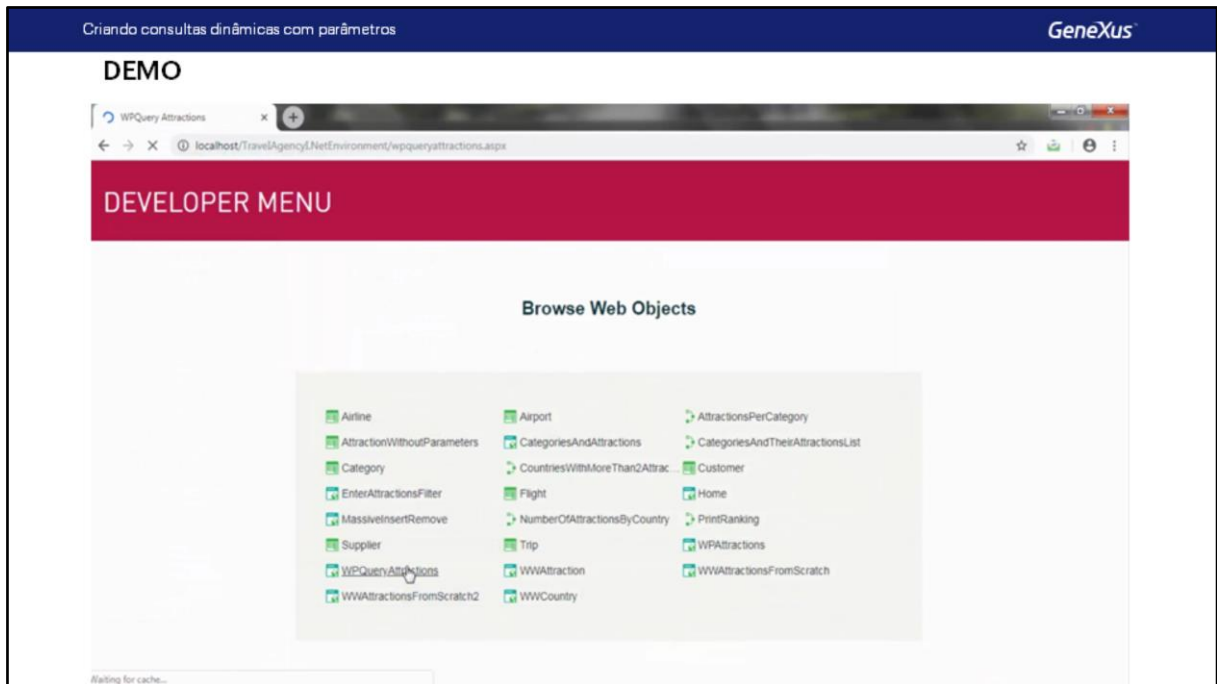 Criando consultas dinâmicas com parâmetros
GeneXus™
DEMO
WPQuery Attractions
localhost/TravelAgencyLNetEnvironment/wpqueryattractions.aspx
DEVELOPER MENU
Browse Web Objects
Airline Airport AttractionsPerCategory
AttractionWithoutParameters CategoriesAndAttractions CategoriesAndTheirAttractionsList
Category CountriesWithMoreThan2Attrac... Customer
EnterAttractionsFilter Flight Home
MassiveInsertRemove NumberOfAttractionsByCountry PrintRanking
Supplier Trip WPAttractions
WPQueryAttractions WWAttraction WWAttractionsFromScratch
WWAttractionsFromScratch2 WWCountry
Waiting for cache...